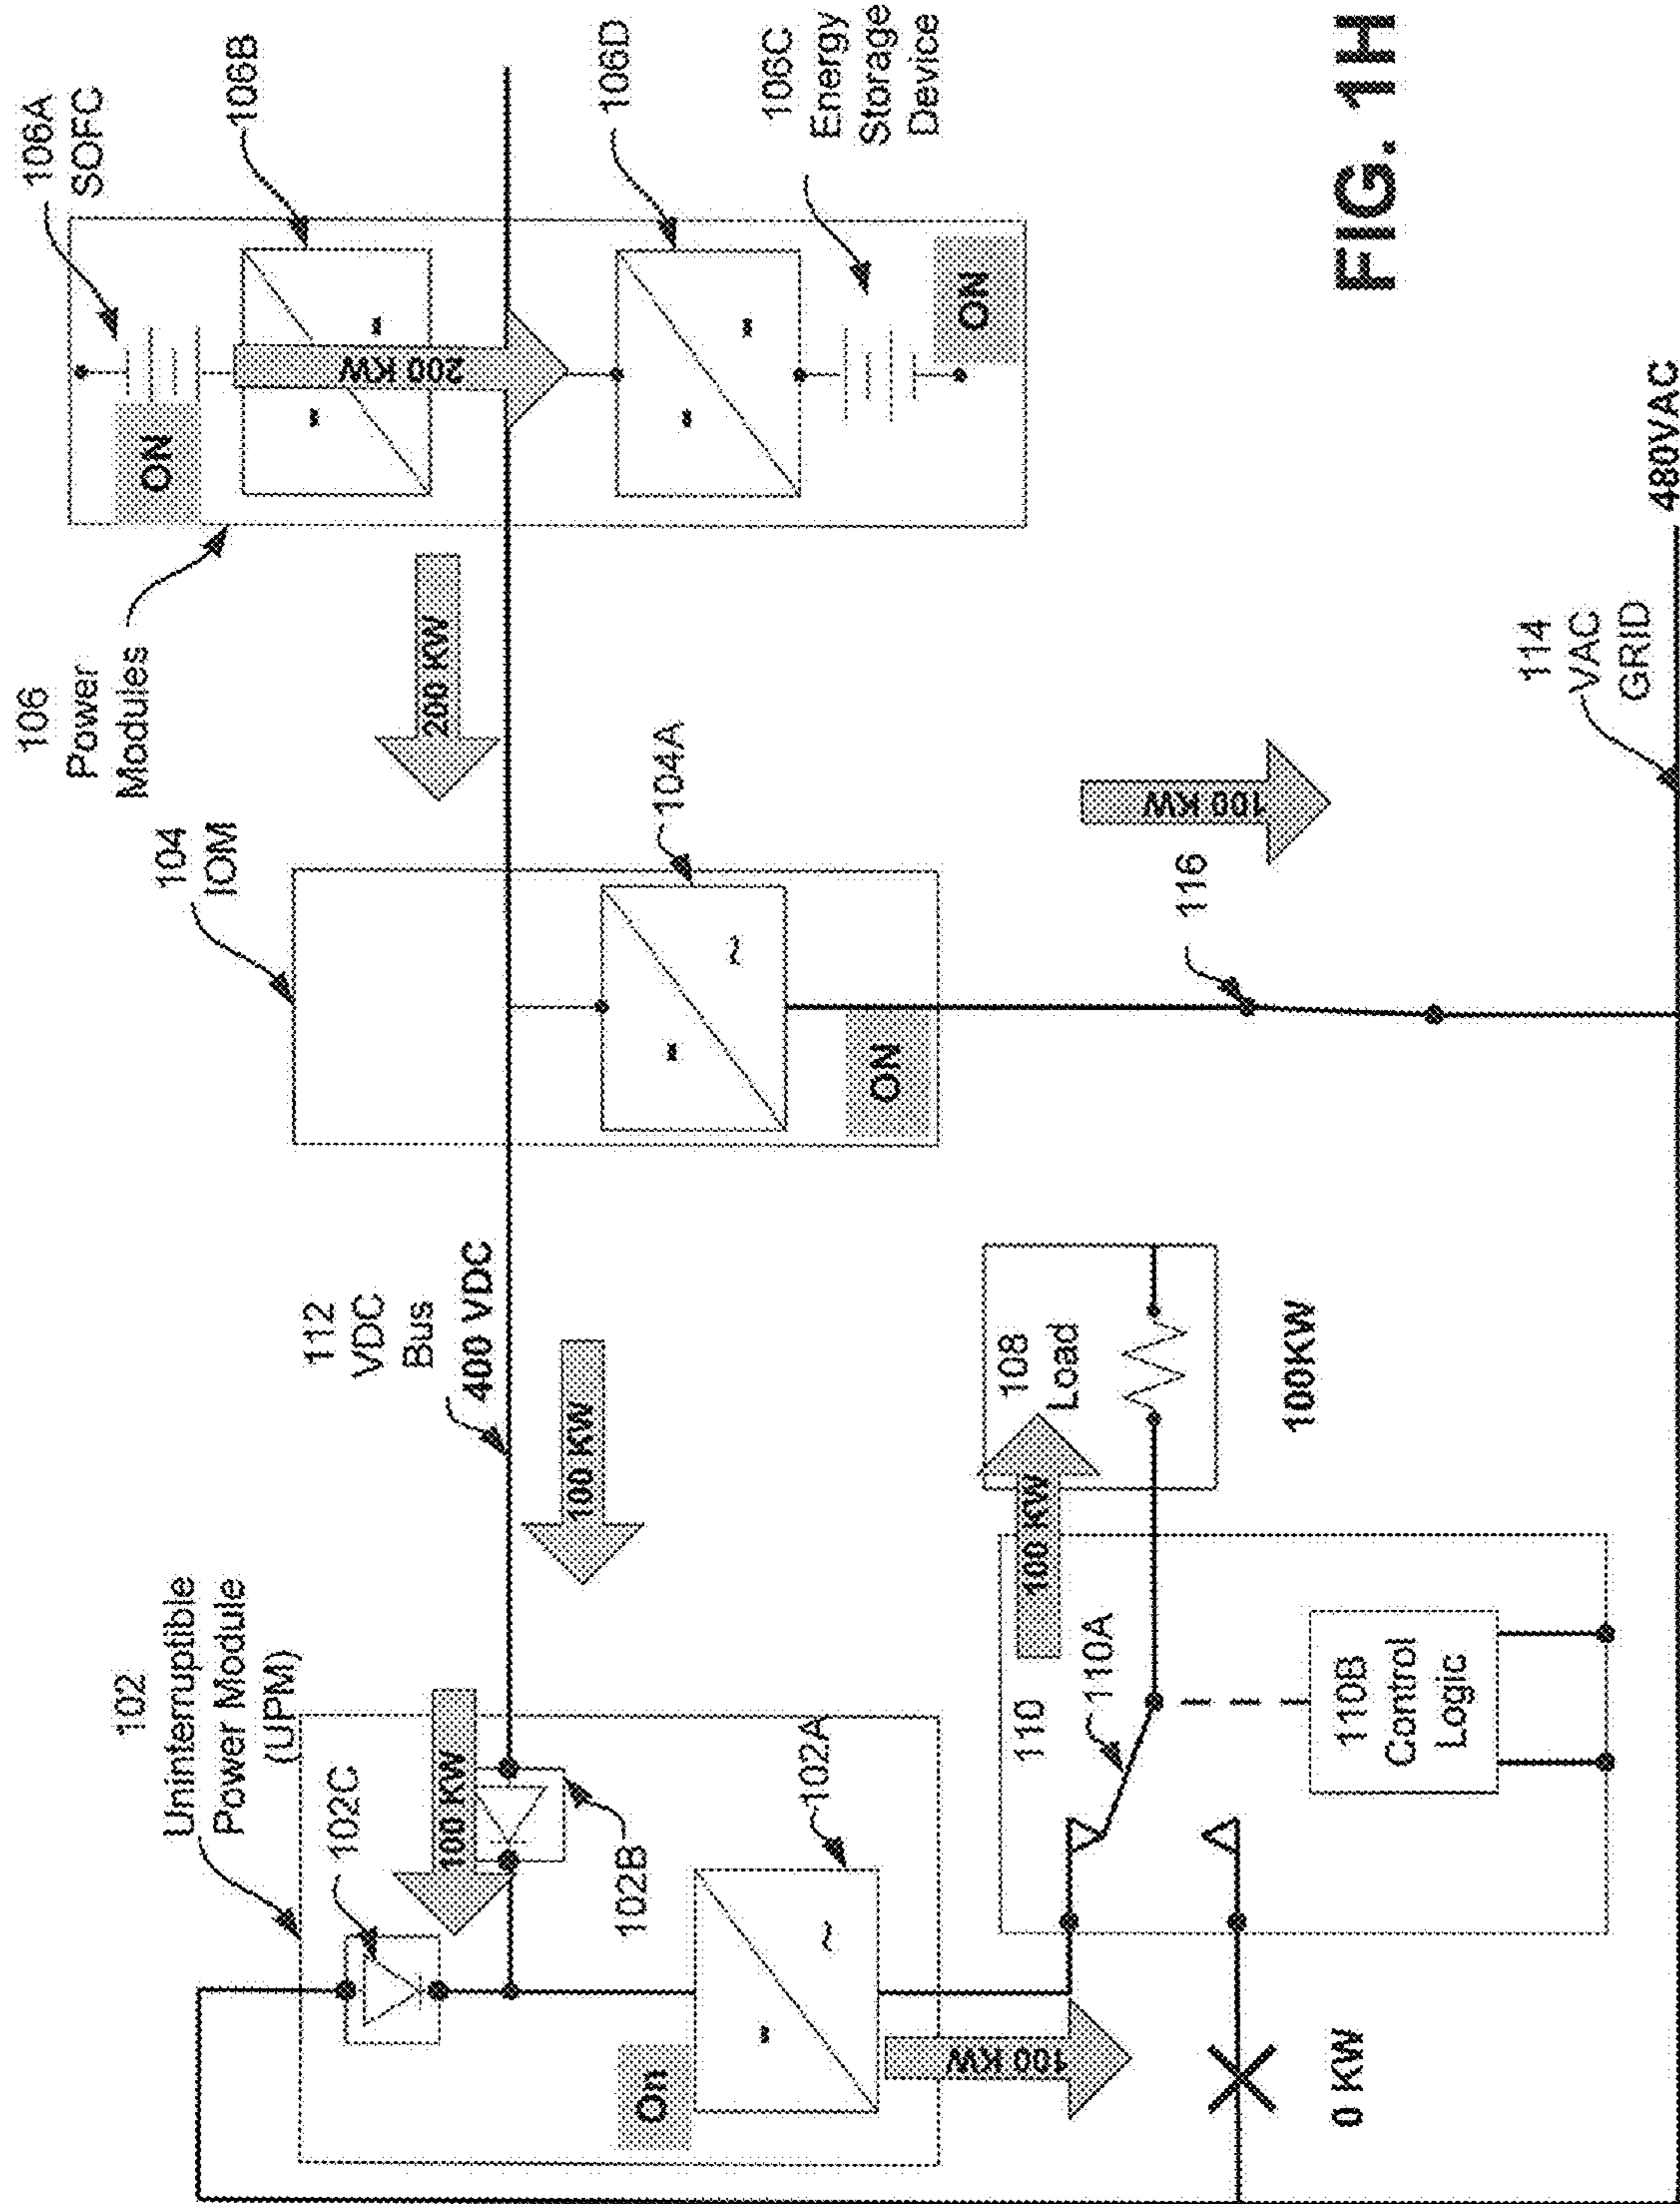 102
Uninterruptible
Power Module
(UPM)
102C
100 KW
102B
102A
On
100 KW
0 KW
110
110A
110B
Control
Logic
100 KW
108
Load
100KW
112
VDC
Bus
400 VDC
100 KW
104
IOM
104A
ON
116
100 KW
200 KW
106
Power
Modules
106A
SOFC
ON
106B
200 KW
106D
106C
Energy
Storage
Device
ON
114
VAC
GRID
480VAC
FIG. 1H